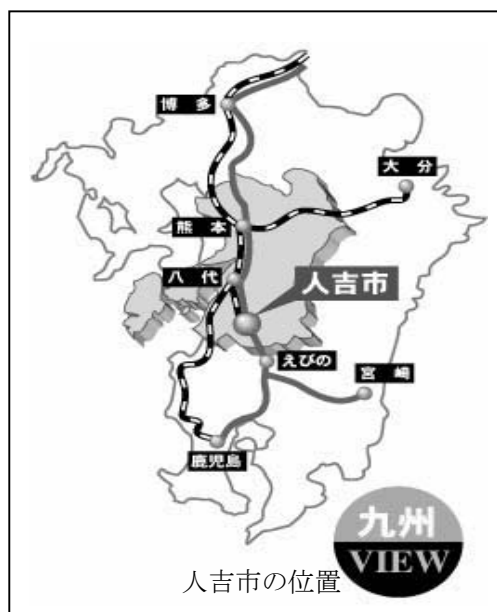 博多
大分
熊本
八代
人吉市
えびの
宮崎
鹿児島
九州
VIEW
人吉市の位置